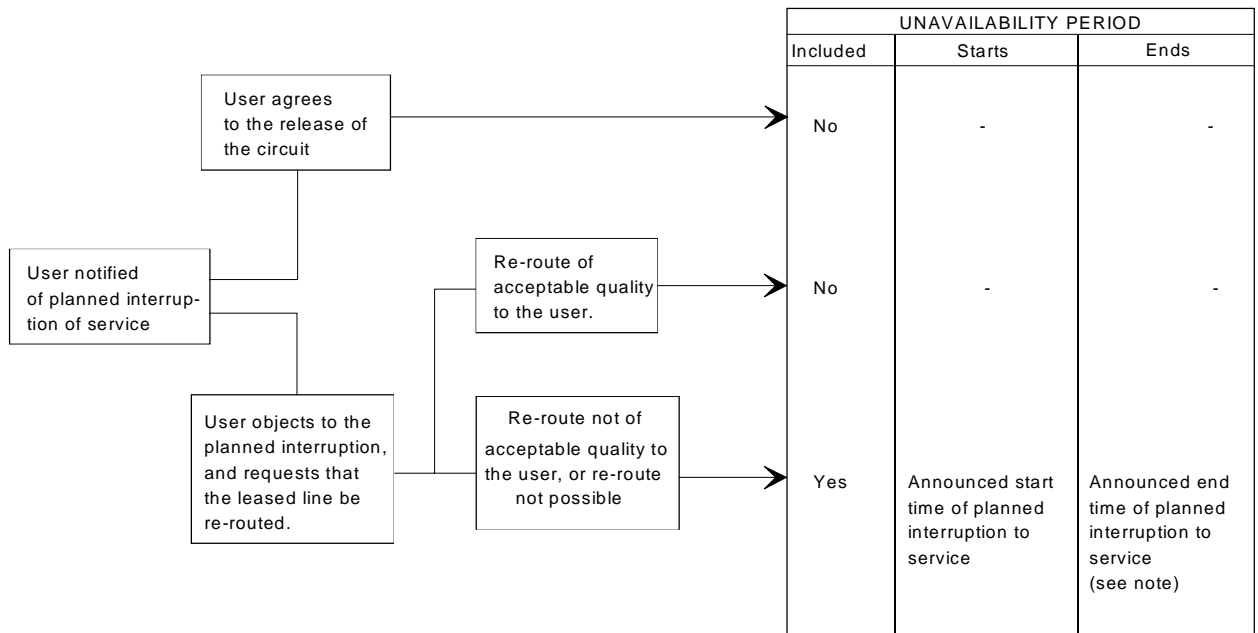 UNAVAILABILITY PERIOD
Included
Starts
Ends
User agrees
to the release of
the circuit
No
-
-
User notified
of planned interrup-
tion of service
Re-route of
acceptable quality
to the user.
No
-
-
User objects to the
planned interruption,
and requests that
the leased line be
re-routed.
Re-route not of
acceptable quality to
the user, or re-route
not possible
Yes
Announced start
time of planned
interruption to
service
Announced end
time of planned
interruption to
service
(see note)